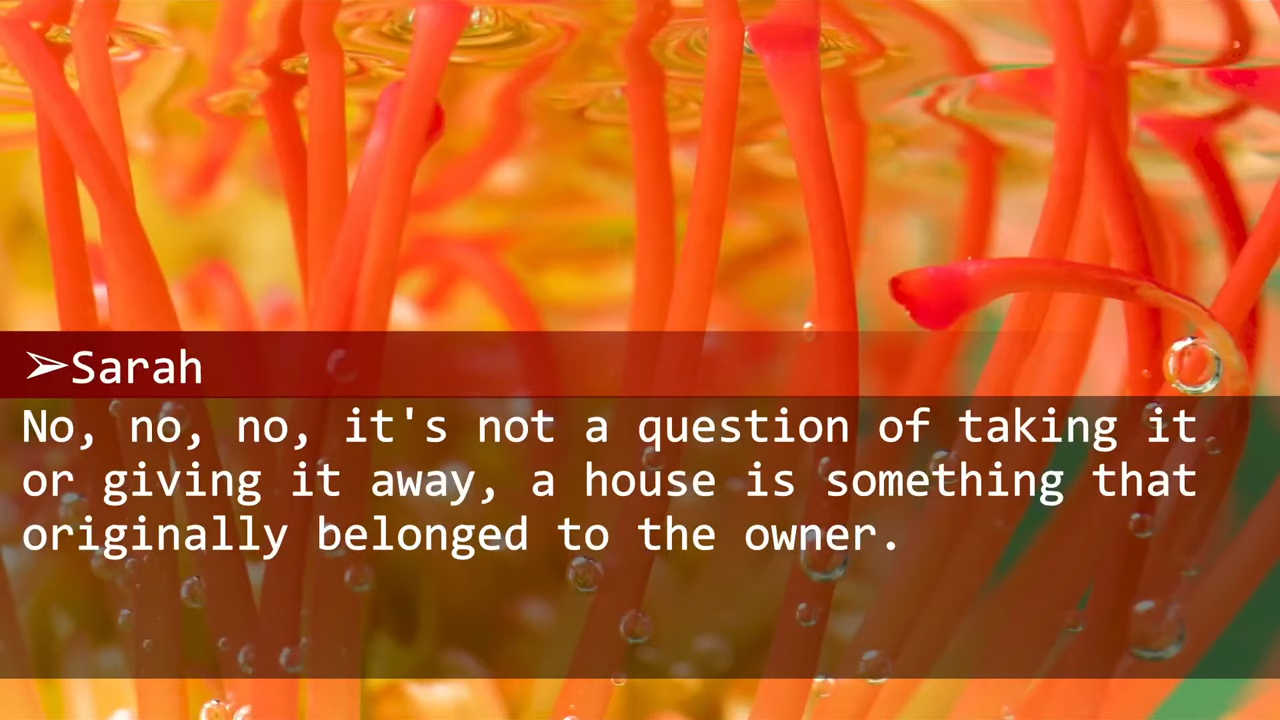 ➢Sarah
No, no, no, it's not a question of taking it
or giving it away, a house is something that
originally belonged to the owner.